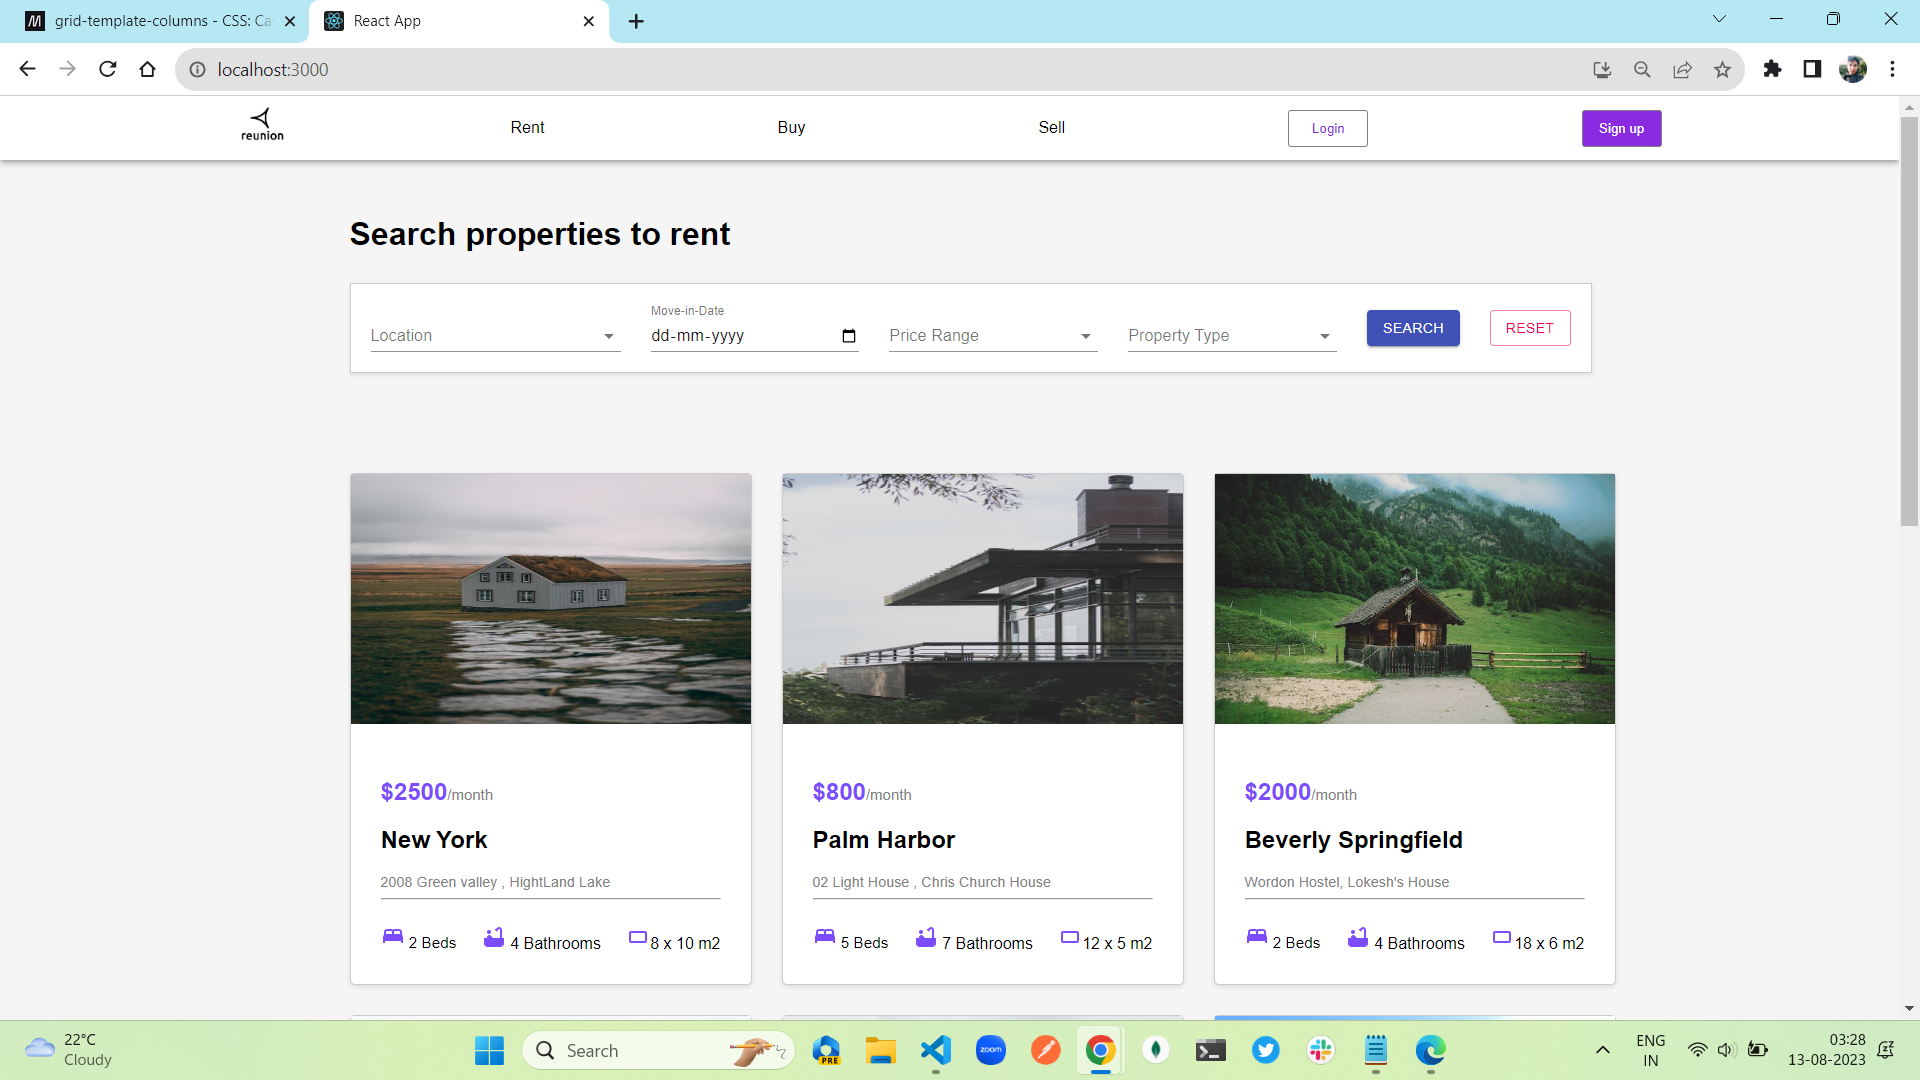 grid-template-columns - CSS: Ca
React App
localhost:3000
reunion
Rent
Buy
Sell
Login
Sign up
Search properties to rent
Location
Move-in-Date
dd-mm-yyyy
Price Range
Property Type
SEARCH
RESET
$2500/month
New York
2008 Green valley , HightLand Lake
2 Beds
4 Bathrooms
8 x 10 m2
$800/month
Palm Harbor
02 Light House , Chris Church House
5 Beds
7 Bathrooms
12 x 5 m2
$2000/month
Beverly Springfield
Wordon Hostel, Lokesh's House
2 Beds
4 Bathrooms
18 x 6 m2
22°C
Cloudy
Search
PRE
zoom
ENG
IN
03:28
13-08-2023